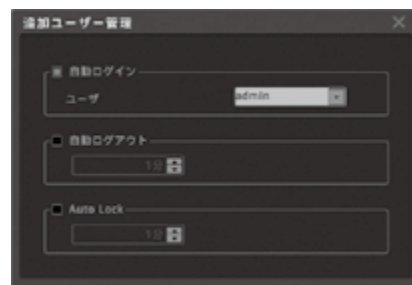 追加ユーザー管理
自動ログイン
ユーザ
admin
自動ログアウト
1分
Auto Lock
1分